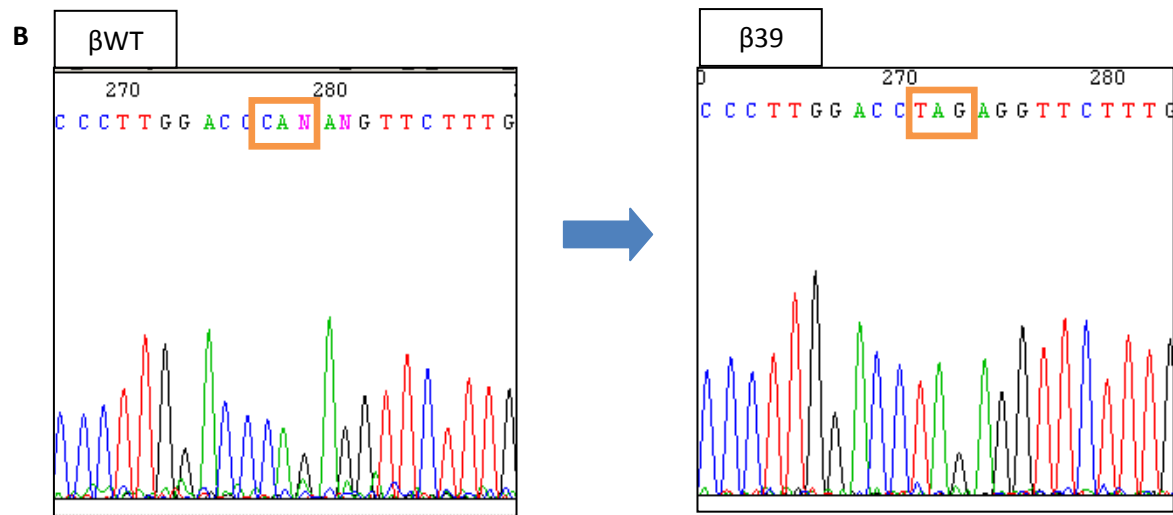 B
βWT
β39
270 280
C C C T T G G A C C C A N A N G T T C T T T G
270 280
C C C T T G G A C C T A G A G G T T C T T T G